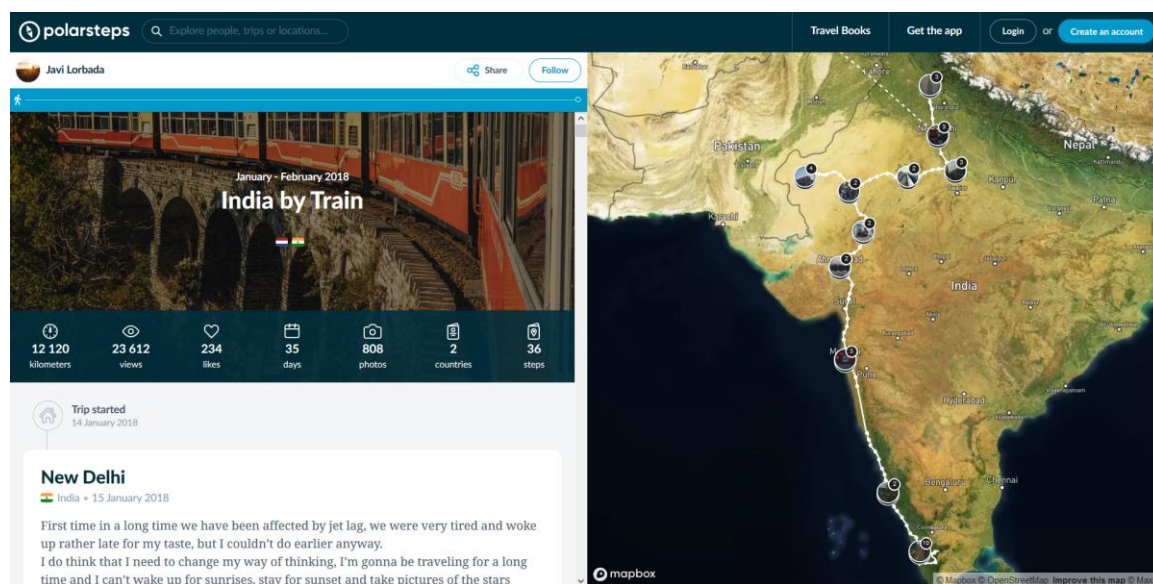 polarsteps
Explore people, trips or locations...
Travel Books
Get the app
Login
or
Create an account
Javi Lorbada
Share
Follow
January - February 2018
India by Train
12 120
kilometers
23 612
views
234
likes
35
days
808
photos
2
countries
36
steps
Trip started
14 January 2018
New Delhi
India • 15 January 2018
First time in a long time we have been affected by jet lag, we were very tired and woke
up rather late for my taste, but I couldn't do earlier anyway.
I do think that I need to change my way of thinking, I'm gonna be traveling for a long
time and I can't wake up for sunrises, stay for sunset and take pictures of the stars
Lahore
Pakistan
Nepal
Kathmandu
Kanpur
Patna
Karachi
India
Surat
Pune
Hyderabad
Bengaluru
Chennai
mapbox
© Mapbox © OpenStreetMap Improve this map © Max